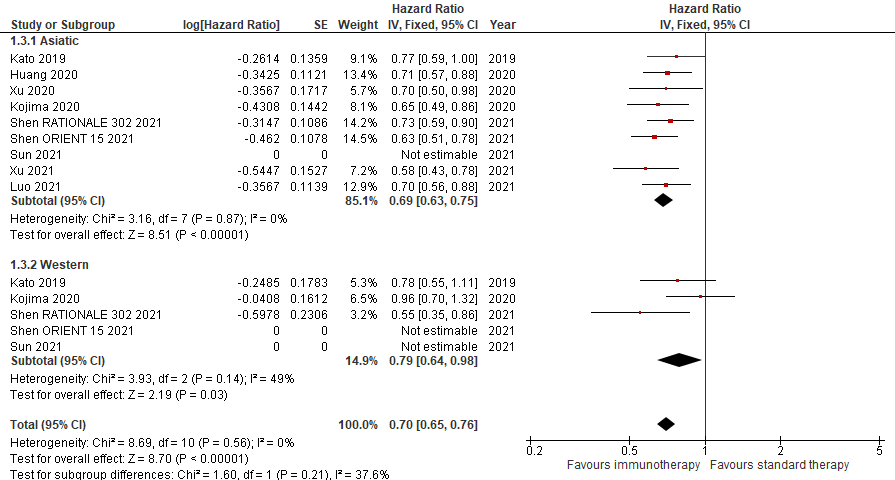 Hazard Ratio Hazard Ratio
Study or Subgroup log[Hazard Ratio] SE Weight IV, Fixed, 95% CI Year IV, Fixed, 95% CI
1.3.1 Asiatic
Kato 2019 -0.2614 0.1359 9.1% 0.77 [0.59, 1.00] 2019
Huang 2020 -0.3425 0.1121 13.4% 0.71 [0.57, 0.88] 2020
Xu 2020 -0.3567 0.1717 5.7% 0.70 [0.50, 0.98] 2020
Kojima 2020 -0.4308 0.1442 8.1% 0.65 [0.49, 0.86] 2020
Shen RATIONALE 302 2021 -0.3147 0.1086 14.2% 0.73 [0.59, 0.90] 2021
Shen ORIENT 15 2021 -0.462 0.1078 14.5% 0.63 [0.51, 0.78] 2021
Sun 2021 0 0 Not estimable 2021
Xu 2021 -0.5447 0.1527 7.2% 0.58 [0.43, 0.78] 2021
Luo 2021 -0.3567 0.1139 12.9% 0.70 [0.56, 0.88] 2021
Subtotal (95% CI) 85.1% 0.69 [0.63, 0.75]
Heterogeneity: Chi² = 3.16, df = 7 (P = 0.87); I² = 0%
Test for overall effect: Z = 8.51 (P < 0.00001)
1.3.2 Western
Kato 2019 -0.2485 0.1783 5.3% 0.78 [0.55, 1.11] 2019
Kojima 2020 -0.0408 0.1612 6.5% 0.96 [0.70, 1.32] 2020
Shen RATIONALE 302 2021 -0.5978 0.2306 3.2% 0.55 [0.35, 0.86] 2021
Shen ORIENT 15 2021 0 0 Not estimable 2021
Sun 2021 0 0 Not estimable 2021
Subtotal (95% CI) 14.9% 0.79 [0.64, 0.98]
Heterogeneity: Chi² = 3.93, df = 2 (P = 0.14); I² = 49%
Test for overall effect: Z = 2.19 (P = 0.03)
Total (95% CI) 100.0% 0.70 [0.65, 0.76]
Heterogeneity: Chi² = 8.69, df = 10 (P = 0.56); I² = 0%
Test for overall effect: Z = 8.70 (P < 0.00001)
Test for subgroup differences: Chi² = 1.60, df = 1 (P = 0.21), I² = 37.6%
0.2 0.5 1 2 5
Favours immunotherapy Favours standard therapy